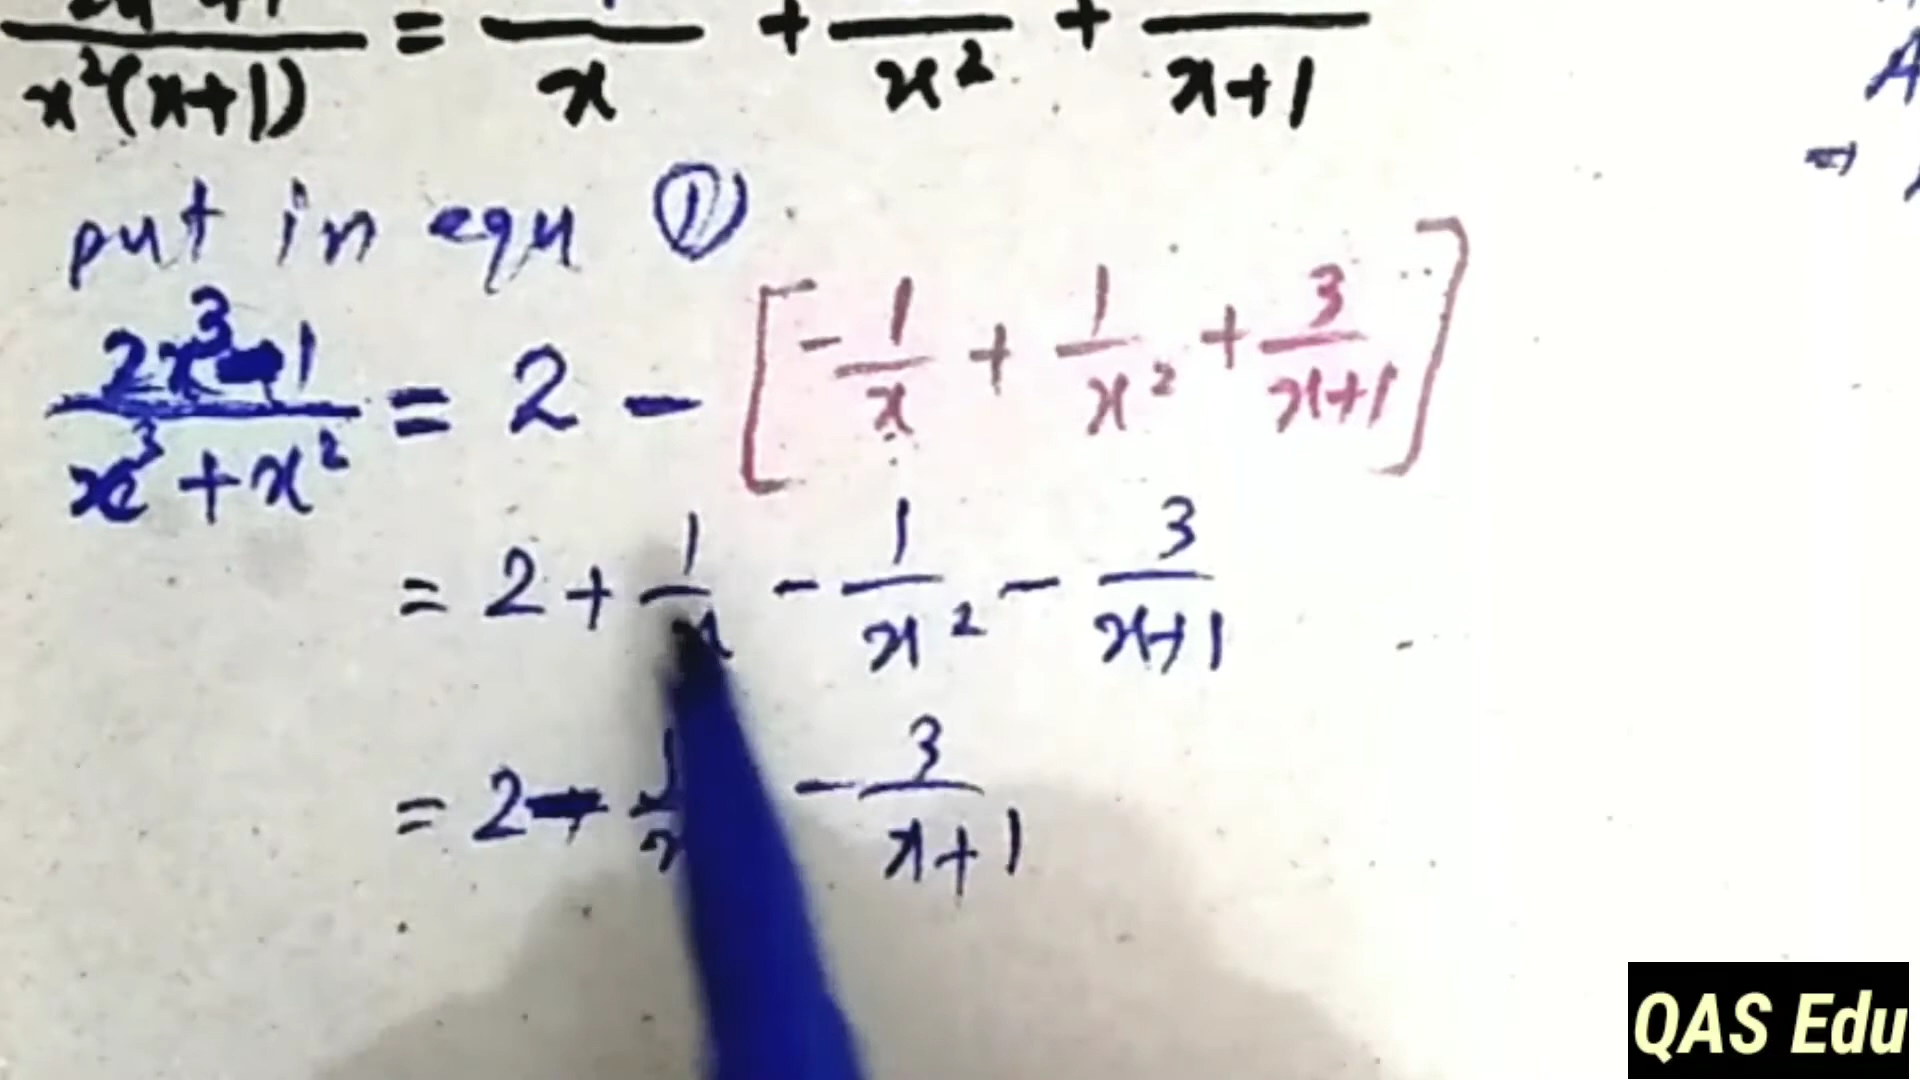 x²(x+1) = x + x² + x+1
A
⇒
put in equ ①
2x³-1/x³+x² = 2 - [-1/x + 1/x² + 3/x+1]
= 2 + 1/x - 1/x² - 3/x+1
= 2 - 3/x+1
QAS Edu